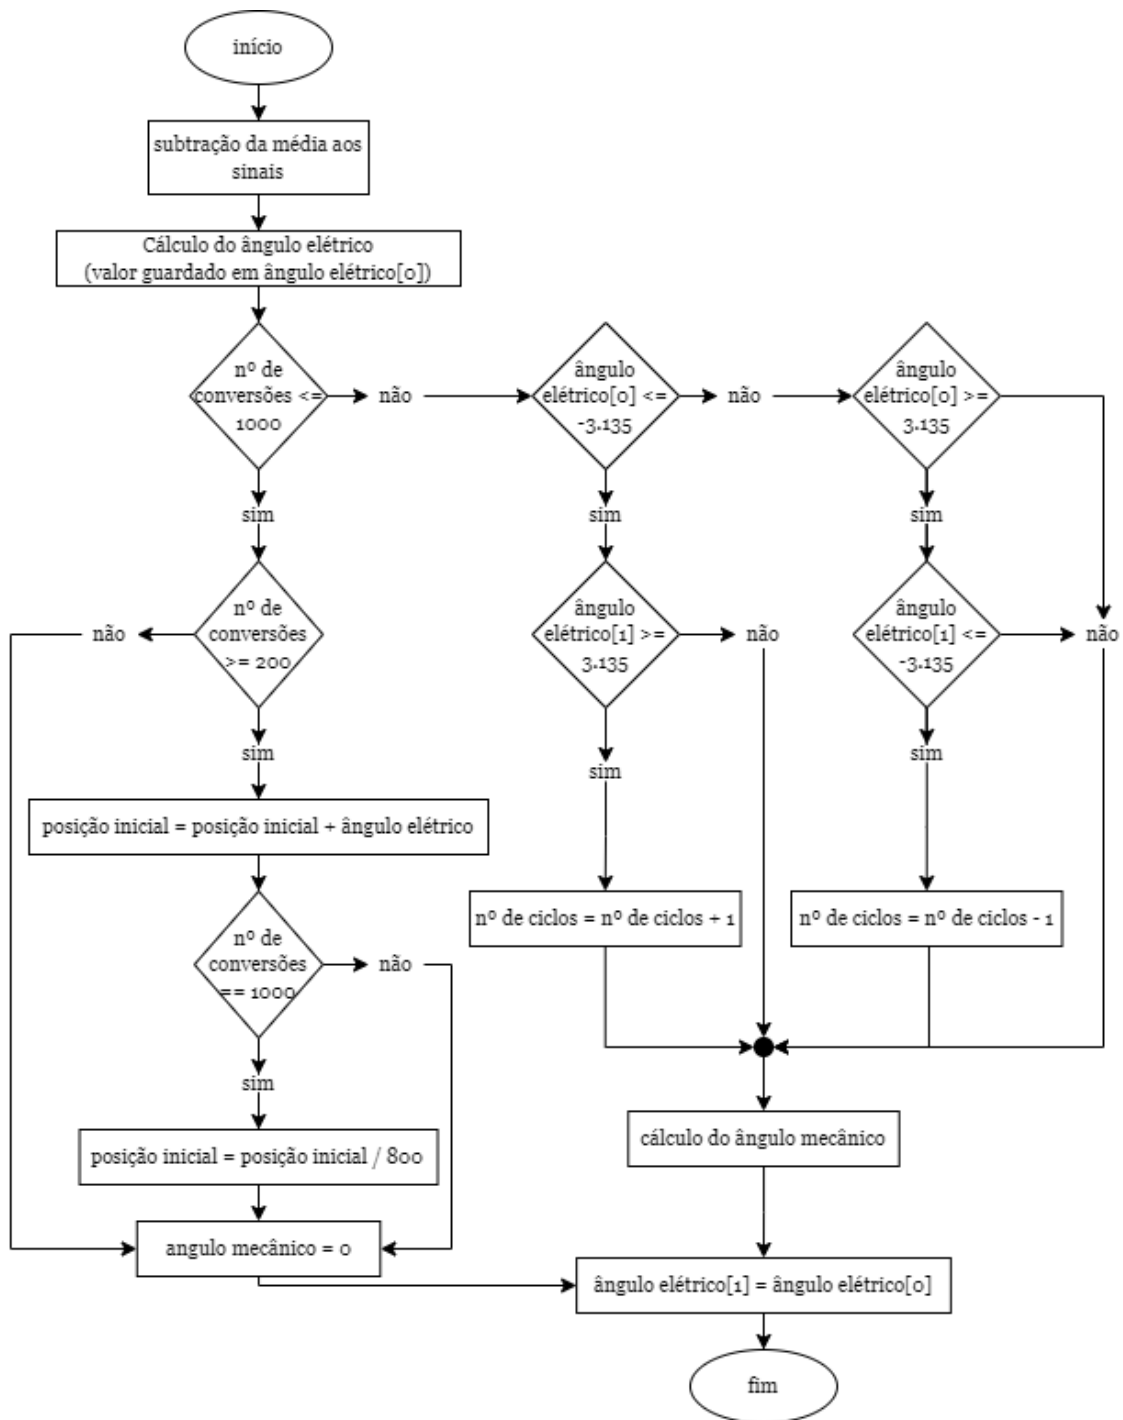 início
subtração da média aos
sinais
Cálculo do ângulo elétrico
(valor guardado em ângulo elétrico[0])
nº de
conversões <=
1000
não
ângulo
elétrico[0] <=
-3.135
não
ângulo
elétrico[0] >=
3.135
sim
sim
sim
nº de
conversões
>= 200
não
ângulo
elétrico[1] >=
3.135
não
ângulo
elétrico[1] <=
-3.135
não
sim
sim
sim
posição inicial = posição inicial + ângulo elétrico
nº de ciclos = nº de ciclos + 1
nº de ciclos = nº de ciclos - 1
nº de
conversões
== 1000
não
sim
posição inicial = posição inicial / 800
cálculo do ângulo mecânico
angulo mecânico = 0
ângulo elétrico[1] = ângulo elétrico[0]
fim